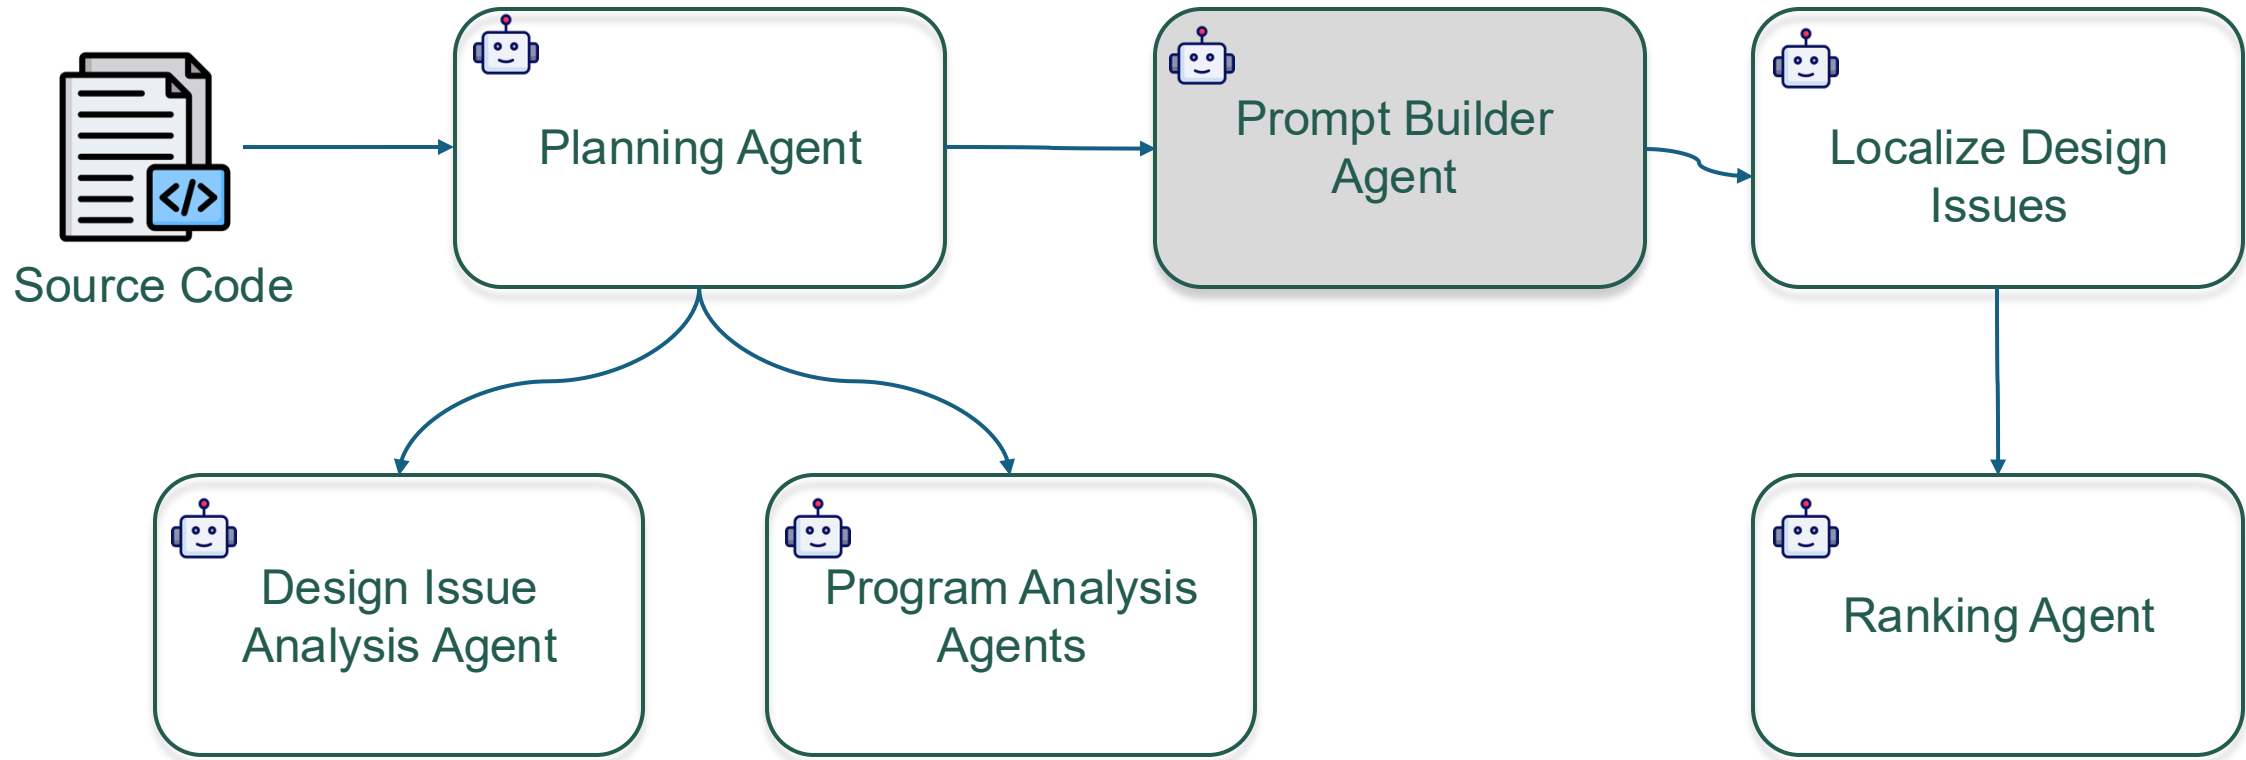 Planning Agent
Prompt Builder
Agent
Localize Design
Issues
</>
Source Code
Design Issue
Analysis Agent
Program Analysis
Agents
Ranking Agent